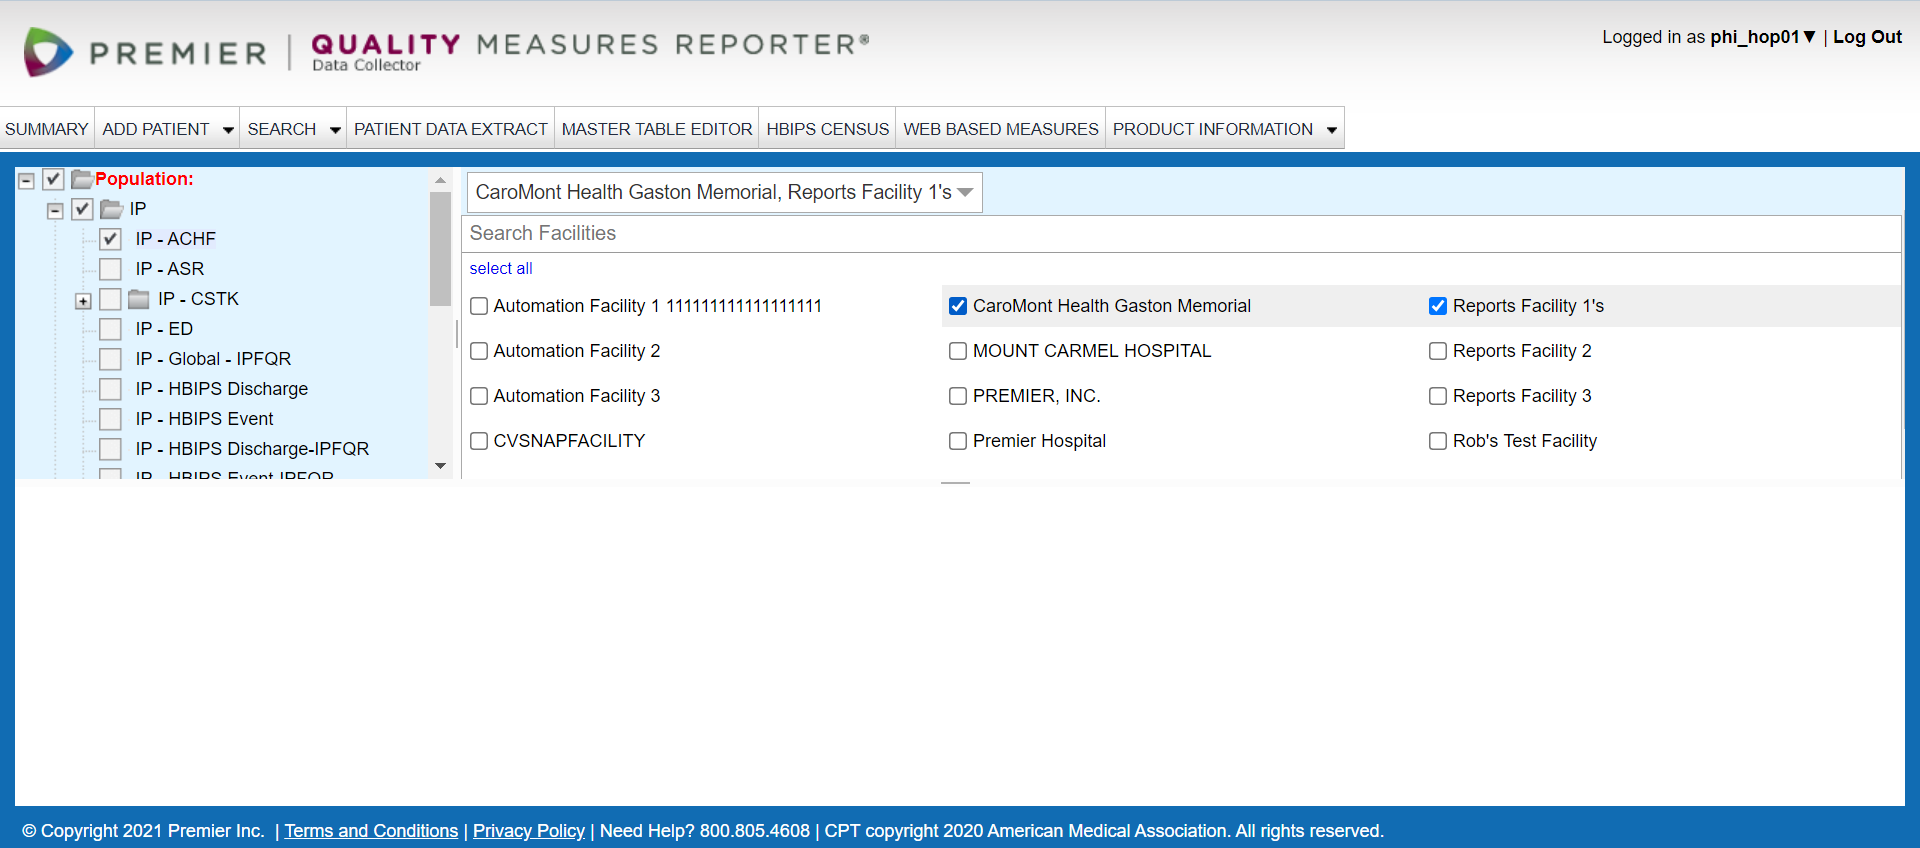 PREMIER | QUALITY MEASURES REPORTER®
Data Collector
Logged in as phi_hop01▼ | Log Out
SUMMARY
ADD PATIENT
SEARCH
PATIENT DATA EXTRACT
MASTER TABLE EDITOR
HBIPS CENSUS
WEB BASED MEASURES
PRODUCT INFORMATION
Population:
IP
IP - ACHF
IP - ASR
IP - CSTK
IP - ED
IP - Global - IPFQR
IP - HBIPS Discharge
IP - HBIPS Event
IP - HBIPS Discharge-IPFQR
IP - HBIPS Event-IPFQR
CaroMont Health Gaston Memorial, Reports Facility 1's
Search Facilities
select all
Automation Facility 1 111111111111111111
CaroMont Health Gaston Memorial
Reports Facility 1's
Automation Facility 2
MOUNT CARMEL HOSPITAL
Reports Facility 2
Automation Facility 3
PREMIER, INC.
Reports Facility 3
CVSNAPFACILITY
Premier Hospital
Rob's Test Facility
© Copyright 2021 Premier Inc. | Terms and Conditions | Privacy Policy | Need Help? 800.805.4608 | CPT copyright 2020 American Medical Association. All rights reserved.